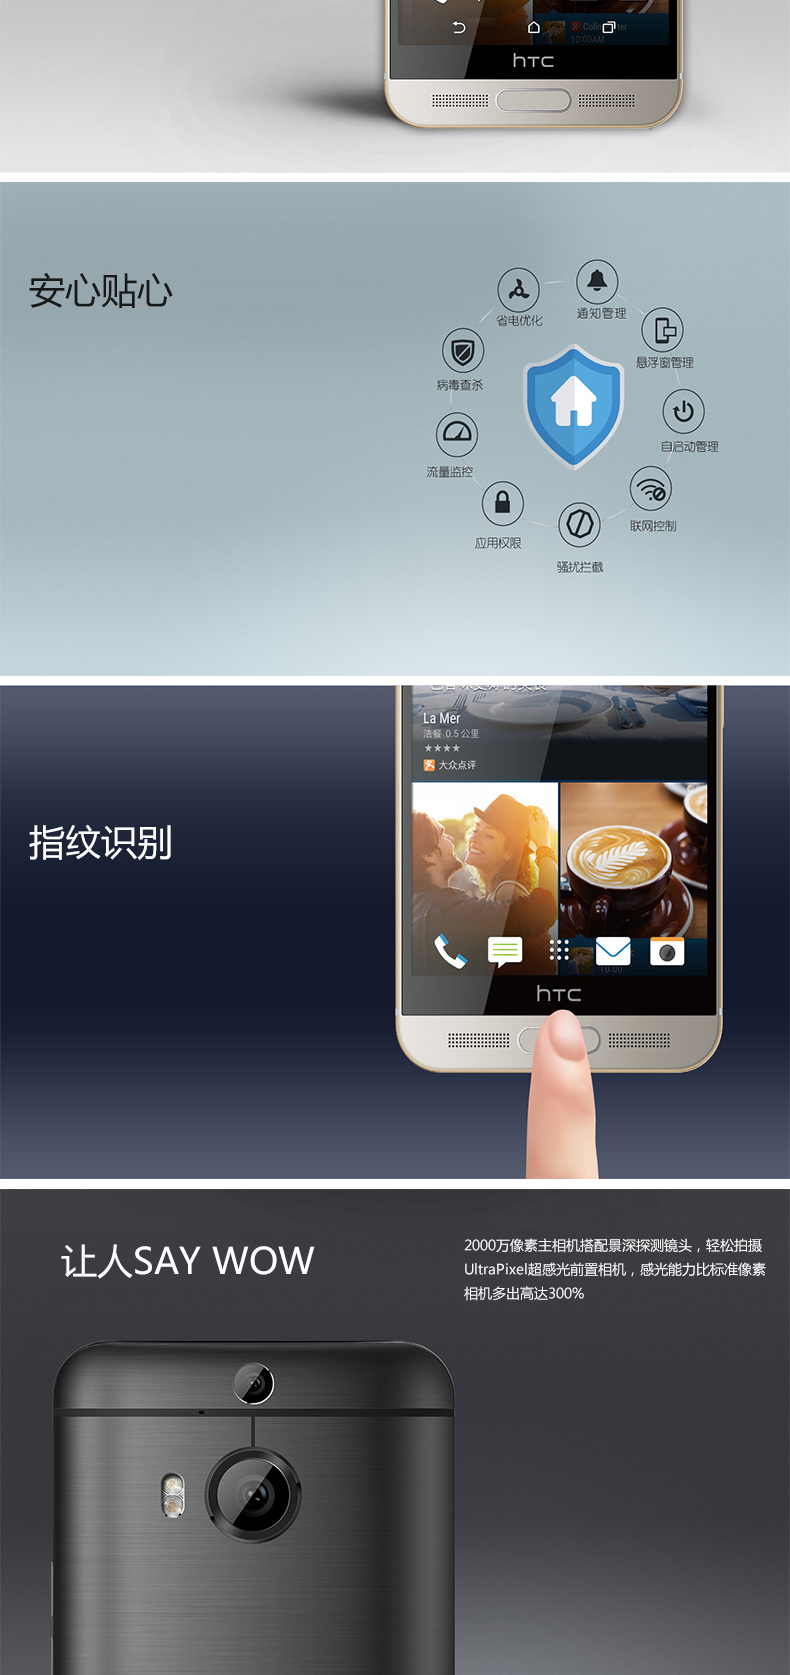 Colin
10:00AM
hTC
安心贴心
省电优化
通知管理
悬浮窗管理
病毒查杀
自启动管理
流量监控
联网控制
应用权限
骚扰拦截
La Mer
法餐 0.5 公里
★★★★
大众点评
指纹识别
10:00
hTC
让人SAY WOW
2000万像素主相机搭配景深探测镜头，轻松拍摄
UltraPixel超感光前置相机，感光能力比标准像素
相机多出高达300%